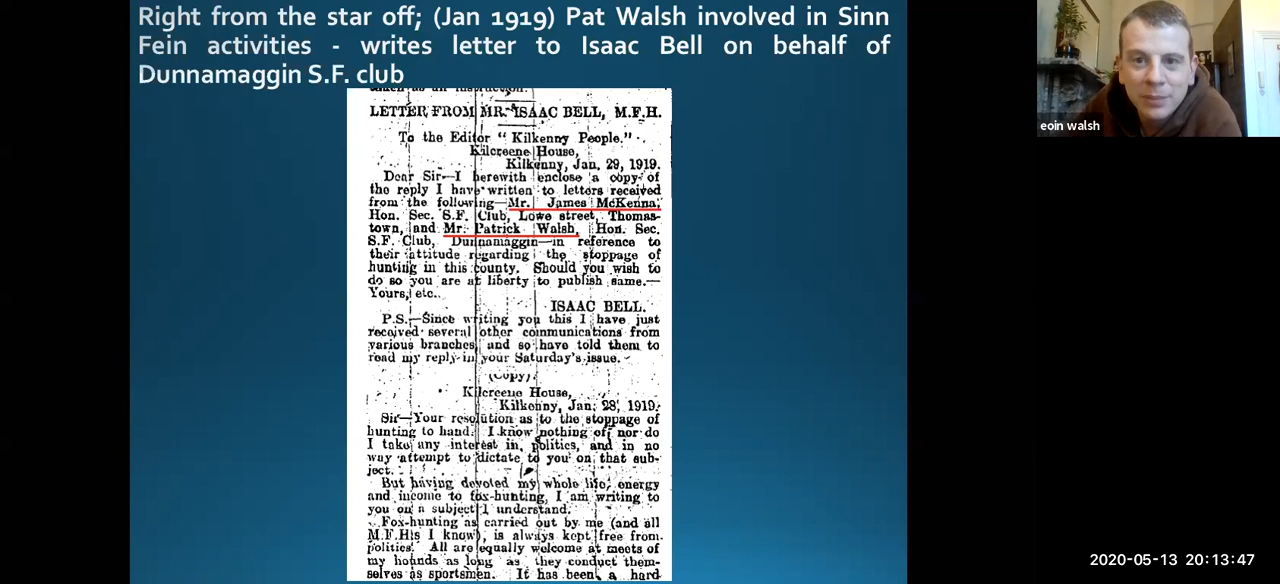 Right from the star off; (Jan 1919) Pat Walsh involved in Sinn
Fein activities - writes letter to Isaac Bell on behalf of
Dunnamaggin S.F. club
eoin walsh
LETTER FROM MR. ISAAC BELL, M.F.H.
To the Editor "Kilkenny People."
Kilcreene House,
Kilkenny, Jan. 29, 1919.
Dear Sir—I herewith enclose a copy of
the reply I have written to letters received
from the following—Mr. James McKenna,
Hon. Sec. S.F. Club, Lowe street, Thomas-
town, and Mr. Patrick Walsh, Hon. Sec.
S.F. Club, Dunnamaggin—in reference to
their attitude regarding the stoppage of
hunting in this county. Should you wish to
do so you are at liberty to publish same.—
Yours, etc.,
ISAAC BELL.
P.S.—Since writing you this I have just
received several other communications from
various branches, and so have told them to
read my reply in your Saturday's issue.
(Copy)
Kilcreene House,
Kilkenny, Jan. 28, 1919.
Sir—Your resolution as to the stoppage of
hunting to hand. I know nothing of, nor do
I take any interest in, politics, and in no
way attempt to dictate to you on that sub-
ject.
But having devoted my whole life, energy
and income to fox-hunting, I am writing to
you on a subject I understand.
Fox-hunting as carried out by me (and all
M.F.H's I know), is always kept free from
politics. All are equally welcome at meets of
my hounds as long as they conduct them-
selves as sportsmen. It has been a hard
2020-05-13 20:13:47